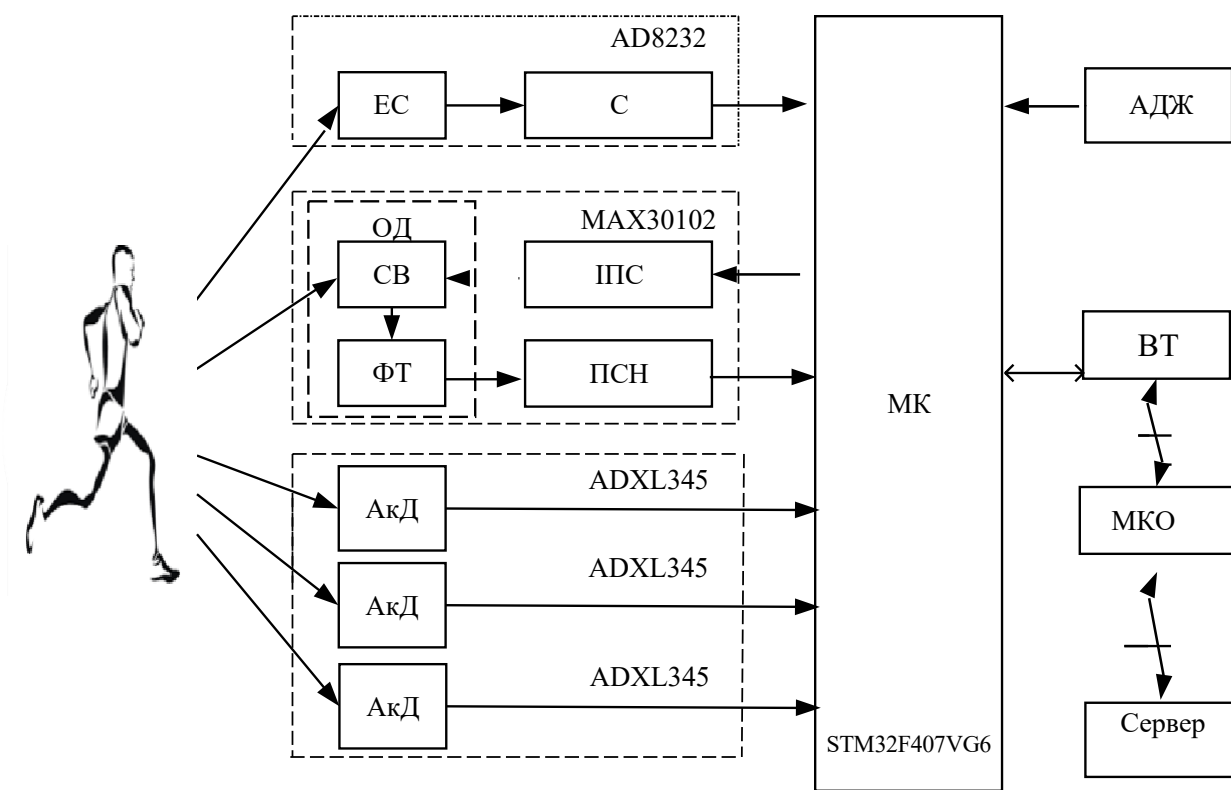 AD8232
ЕС
С
АДЖ
MAX30102
ОД
СВ
ІПС
ФТ
ПСН
МК
ВТ
ADXL345
АкД
МКО
ADXL345
АкД
ADXL345
АкД
Сервер
STM32F407VG6